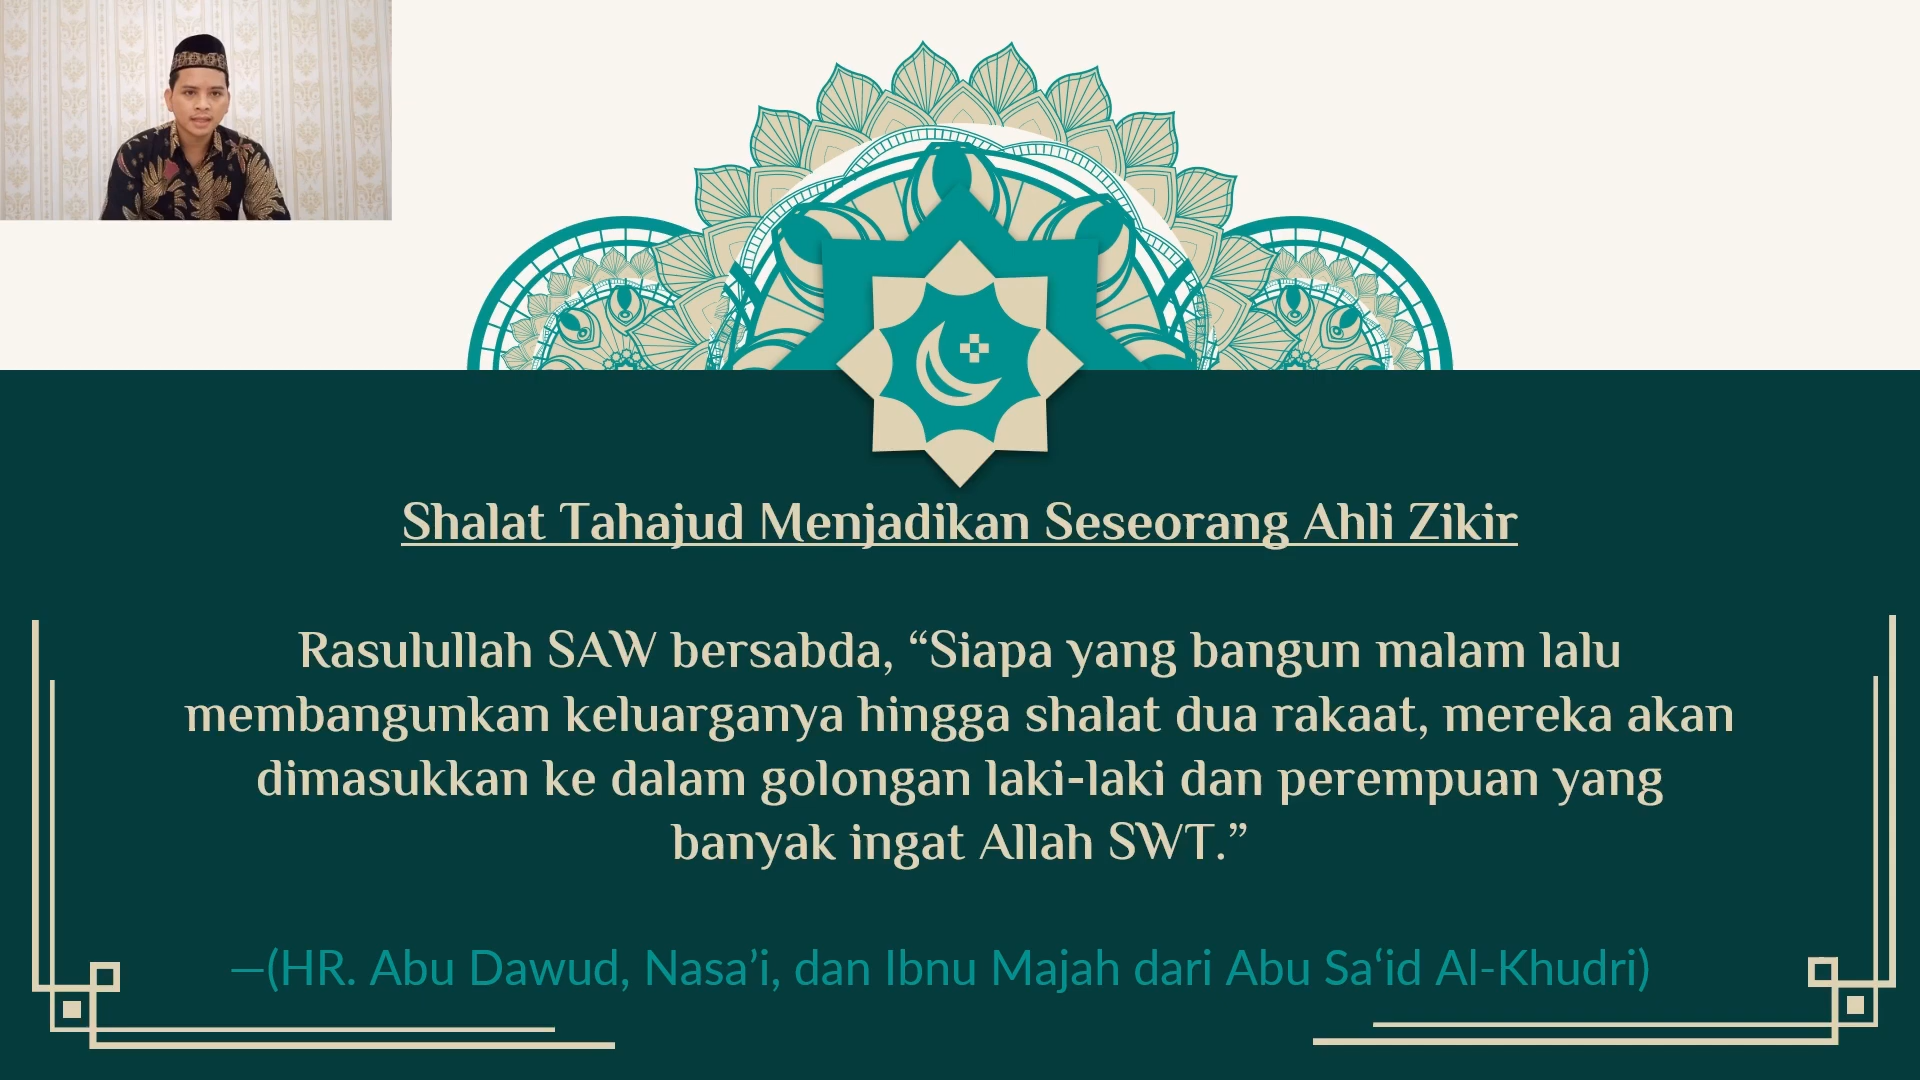 Shalat Tahajud Menjadikan Seseorang Ahli Zikir
Rasulullah SAW bersabda, “Siapa yang bangun malam lalu
membangunkan keluarganya hingga shalat dua rakaat, mereka akan
dimasukkan ke dalam golongan laki-laki dan perempuan yang
banyak ingat Allah SWT.”
—(HR. Abu Dawud, Nasa’i, dan Ibnu Majah dari Abu Sa‘id Al-Khudri)